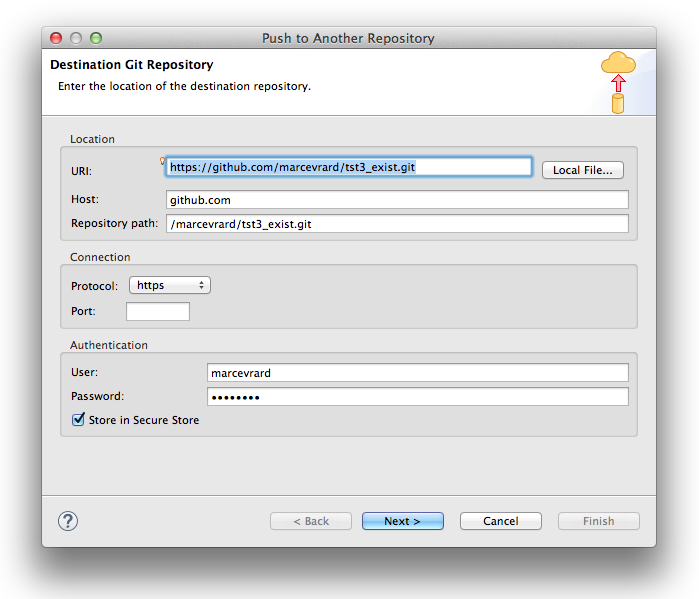 Push to Another Repository
Destination Git Repository
Enter the location of the destination repository.
Location
URI: https://github.com/marcevrard/tst3_exist.git Local File...
Host: github.com
Repository path: /marcevrard/tst3_exist.git
Connection
Protocol: https
Port:
Authentication
User: marcevrard
Password: ••••••••
Store in Secure Store
? < Back Next > Cancel Finish